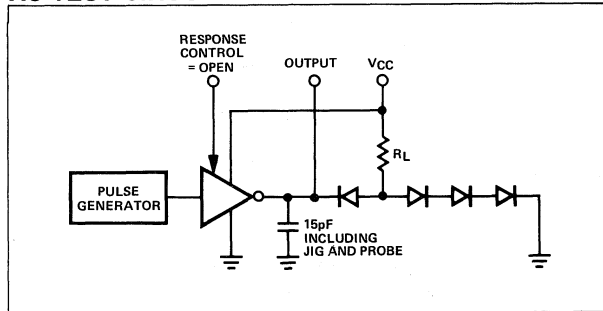 RESPONSE
CONTROL
= OPEN
OUTPUT
VCC
RL
PULSE
GENERATOR
15pF
INCLUDING
JIG AND PROBE